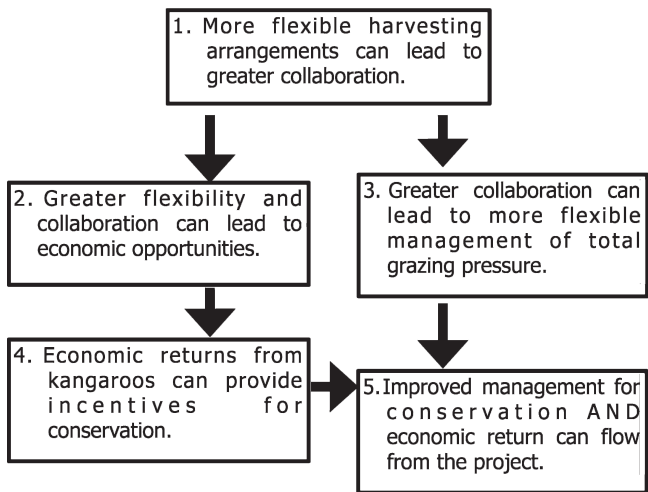 1. More flexible harvesting
arrangements can lead to
greater collaboration.
2. Greater flexibility and
collaboration can lead to
economic opportunities.
3. Greater collaboration can
lead to more flexible
management of total
grazing pressure.
4. Economic returns from
kangaroos can provide
incentives for
conservation.
5.Improved management for
conservation AND
economic return can flow
from the project.